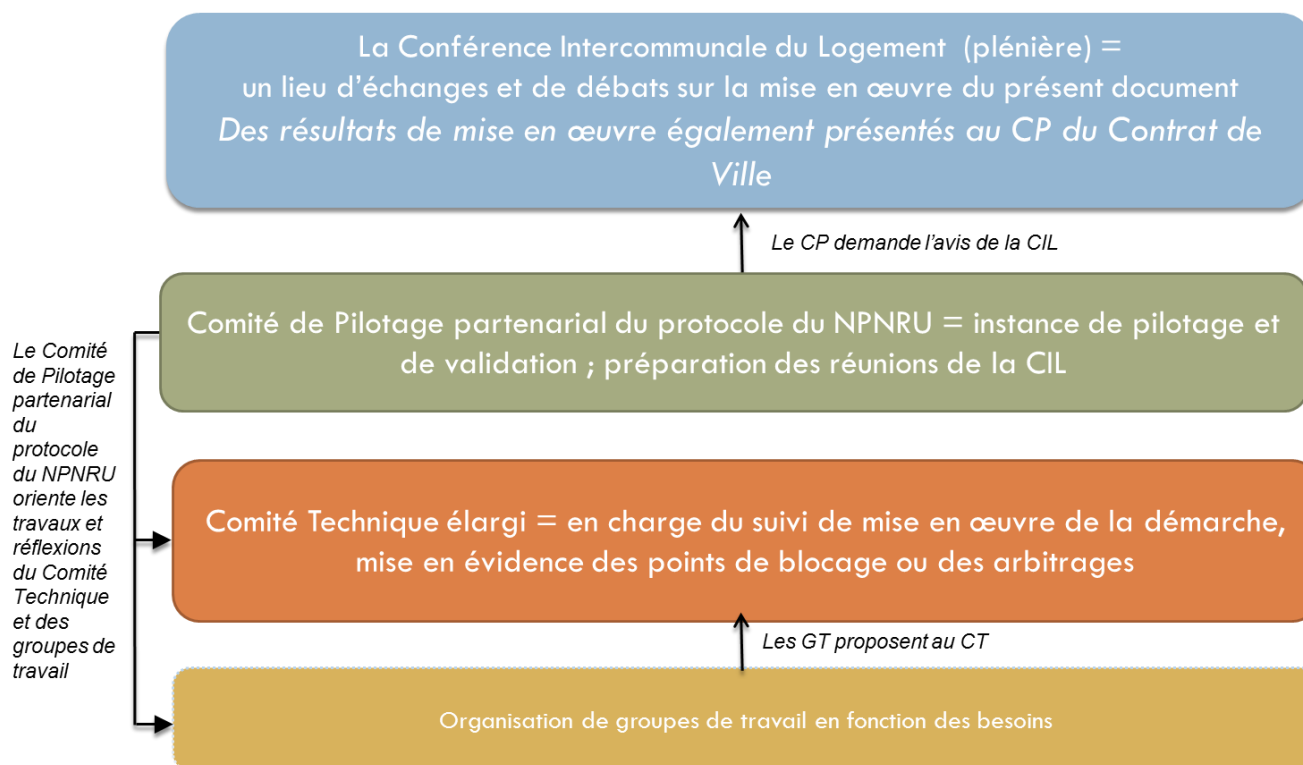 La Conférence Intercommunale du Logement (plénière) =
un lieu d'échanges et de débats sur la mise en œuvre du présent document
Des résultats de mise en œuvre également présentés au CP du Contrat de
Ville
Le CP demande l'avis de la CIL
Comité de Pilotage partenarial du protocole du NPNRU = instance de pilotage et
de validation ; préparation des réunions de la CIL
Le Comité
de Pilotage
partenarial
du
protocole
du NPNRU
oriente les
travaux et
réflexions
du Comité
Technique
et des
groupes de
travail
Comité Technique élargi = en charge du suivi de mise en œuvre de la démarche,
mise en évidence des points de blocage ou des arbitrages
Les GT proposent au CT
Organisation de groupes de travail en fonction des besoins